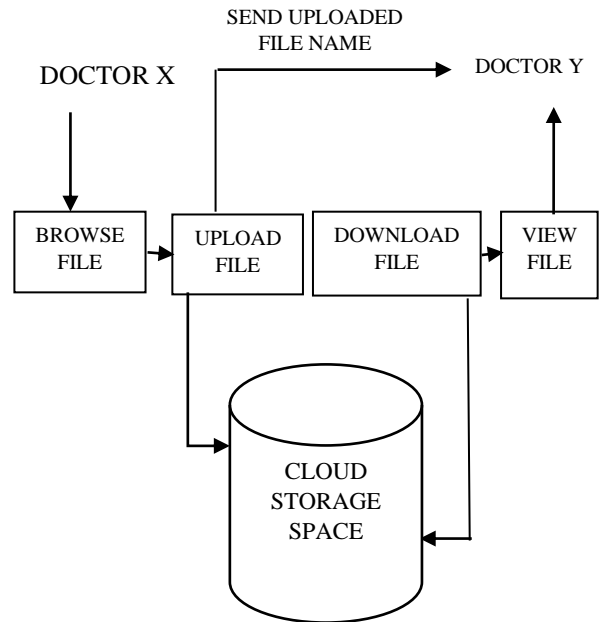 SEND UPLOADED
FILE NAME
DOCTOR X
DOCTOR Y
BROWSE
FILE
UPLOAD
FILE
DOWNLOAD
FILE
VIEW
FILE
CLOUD
STORAGE
SPACE